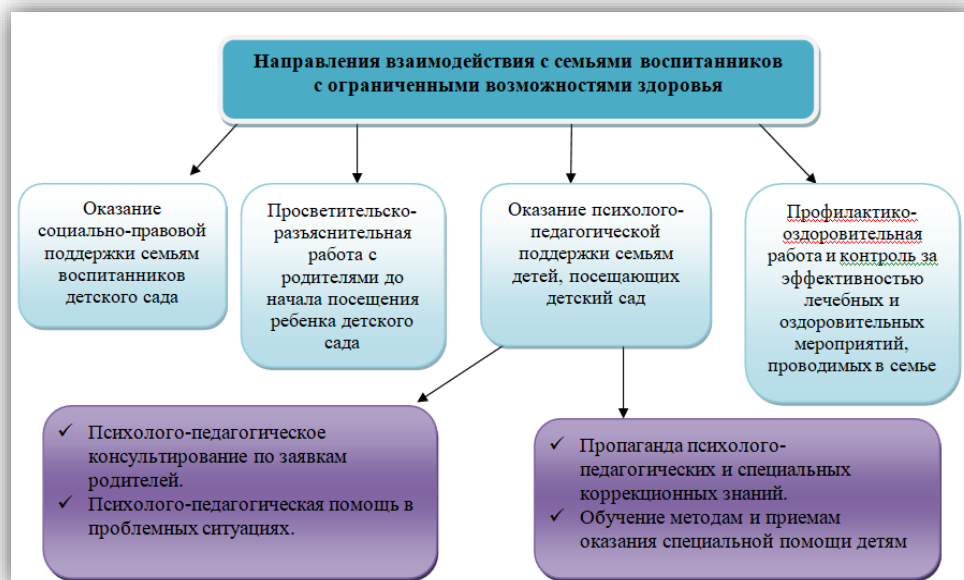 Направления взаимодействия с семьями воспитанников
с ограниченными возможностями здоровья
Оказание
социально-правовой
поддержки семьям
воспитанников
детского сада
Просветительско-
разъяснительная
работа с
родителями до
начала посещения
ребенка детского
сада
Оказание психолого-
педагогической
поддержки семьям
детей, посещающих
детский сад
Профилактико-
оздоровительная
работа и контроль за
эффективностью
лечебных и
оздоровительных
мероприятий,
проводимых в семье
✓ Психолого-педагогическое
консультирование по заявкам
родителей.
✓ Психолого-педагогическая помощь в
проблемных ситуациях.
✓ Пропаганда психолого-
педагогических и специальных
коррекционных знаний.
✓ Обучение методам и приемам
оказания специальной помощи детям